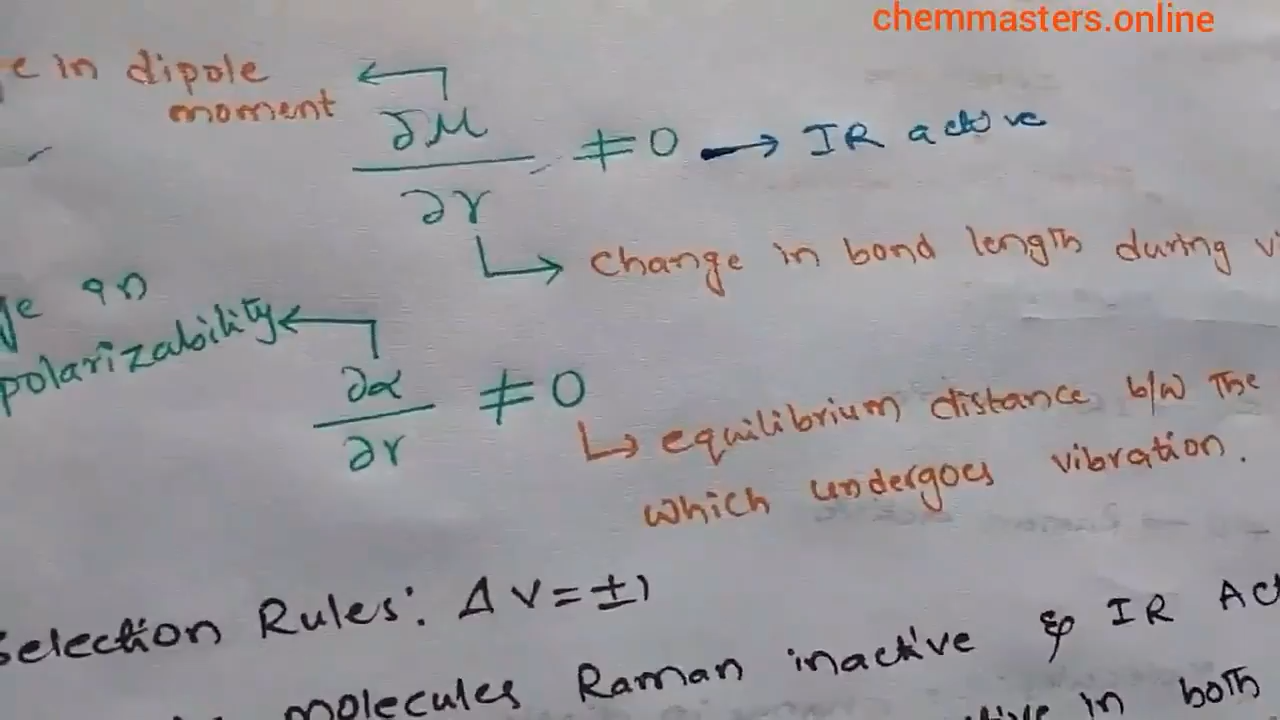 chemmasters.online
e in dipole
moment
∂μ
≠0 → IR active
∂r
change in bond length during
in
polarizability
∂α
≠0
∂r
equilibrium distance b/w The
which undergoes vibration.
Selection Rules: Δv=±1
molecules Raman inactive & IR Act
in both